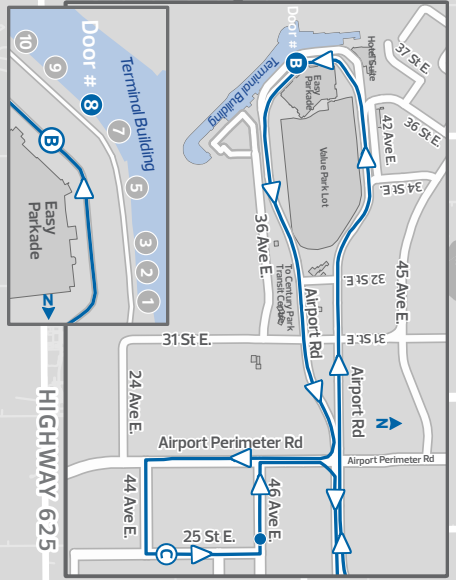 10
9
Door # 8
7
5
3
2
1
Termindl Building
B
Easy
Parkade
N
Door #
B
Termindl Building
Easy
Parkade
Hotel Suite
Value Park Lot
37 St E.
36 St E.
42 Ave E.
34 St E.
36 Ave E.
45 Ave E.
32 St E.
To Century Park
Transit Centre
Airport Rd
31 St E.
31 St E.
Airport Rd
N
24 Ave E.
Airport Perimeter Rd
Airport Perimeter Rd
44 Ave E.
46 Ave E.
25 St E.
C
HIGHWAY 625